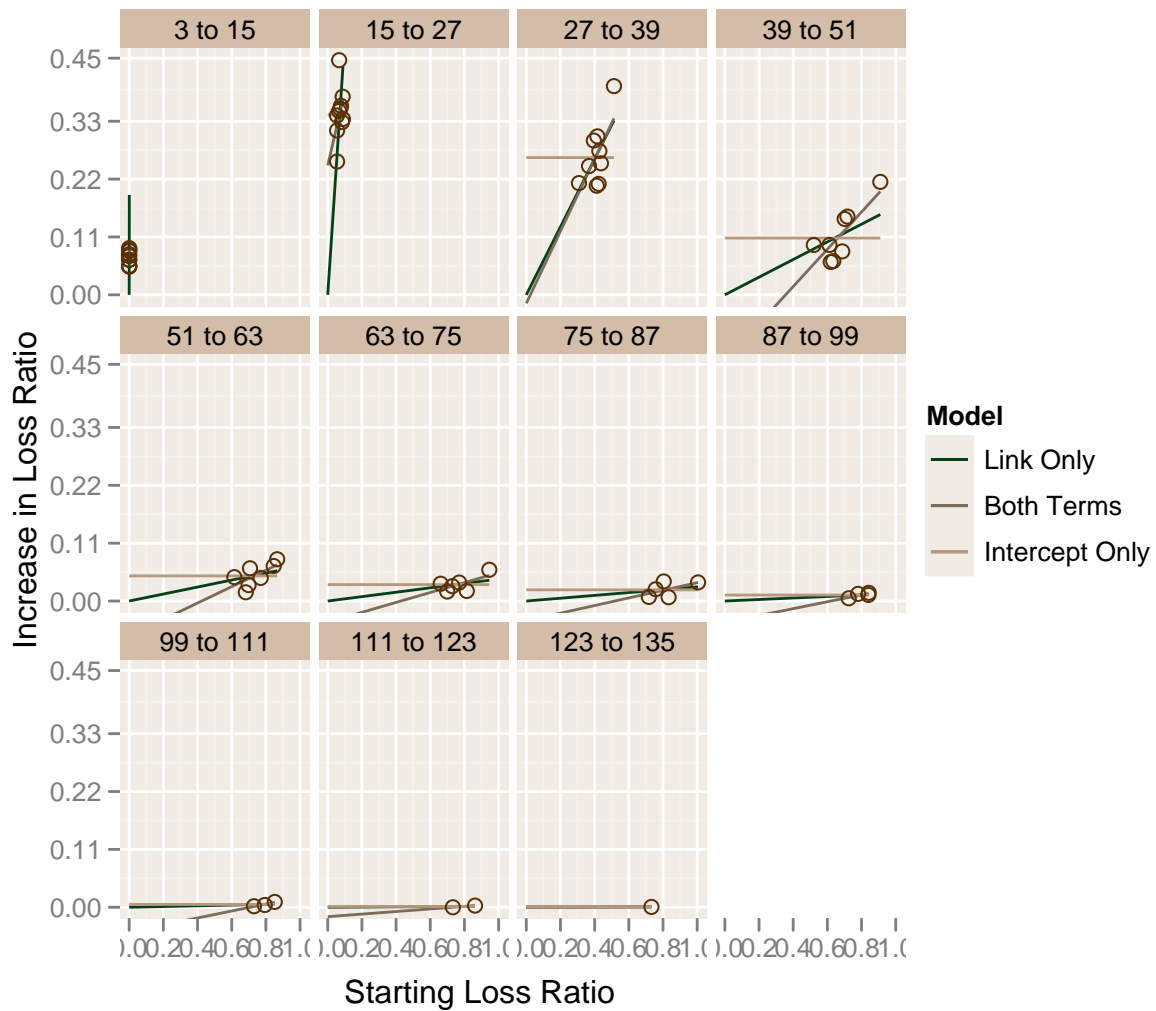 3 to 15 15 to 27 27 to 39 39 to 51
0.45
0.33
0.22
0.11
0.00
51 to 63 63 to 75 75 to 87 87 to 99
0.45
0.33
0.22
0.11
0.00
99 to 111 111 to 123 123 to 135
0.45
0.33
0.22
0.11
0.00
Increase in Loss Ratio
Starting Loss Ratio
Model
Link Only
Both Terms
Intercept Only